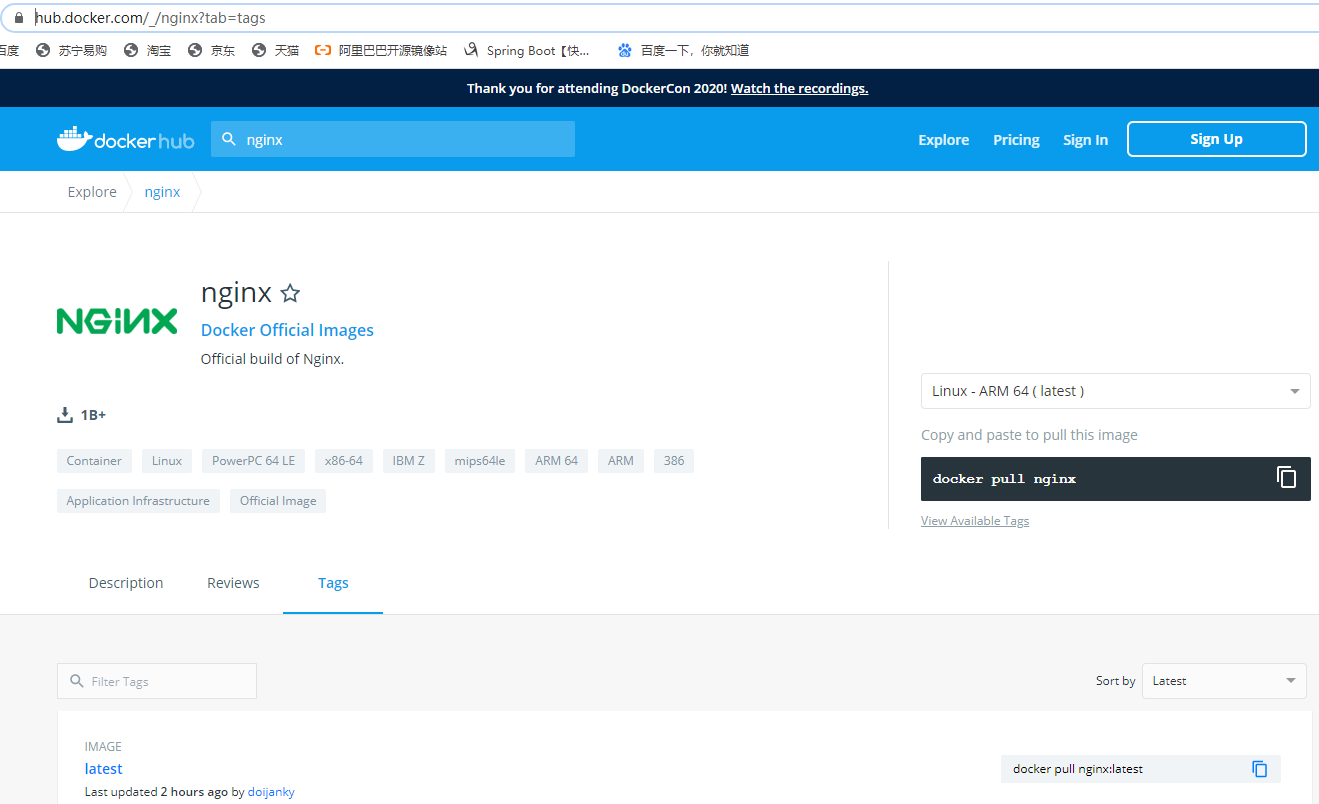 hub.docker.com/_/nginx?tab=tags
百度 苏宁易购 淘宝 京东 天猫 阿里巴巴开源镜像站 Spring Boot【快... 百度一下，你就知道
Thank you for attending DockerCon 2020! Watch the recordings.
docker hub nginx Explore Pricing Sign In Sign Up
Explore nginx
nginx
NGINX
Docker Official Images
Official build of Nginx.
1B+
Container Linux PowerPC 64 LE x86-64 IBM Z mips64le ARM 64 ARM 386
Application Infrastructure Official Image
Linux - ARM 64 ( latest )
Copy and paste to pull this image
docker pull nginx
View Available Tags
Description Reviews Tags
Filter Tags
Sort by Latest
IMAGE
latest
Last updated 2 hours ago by doijanky
docker pull nginx:latest